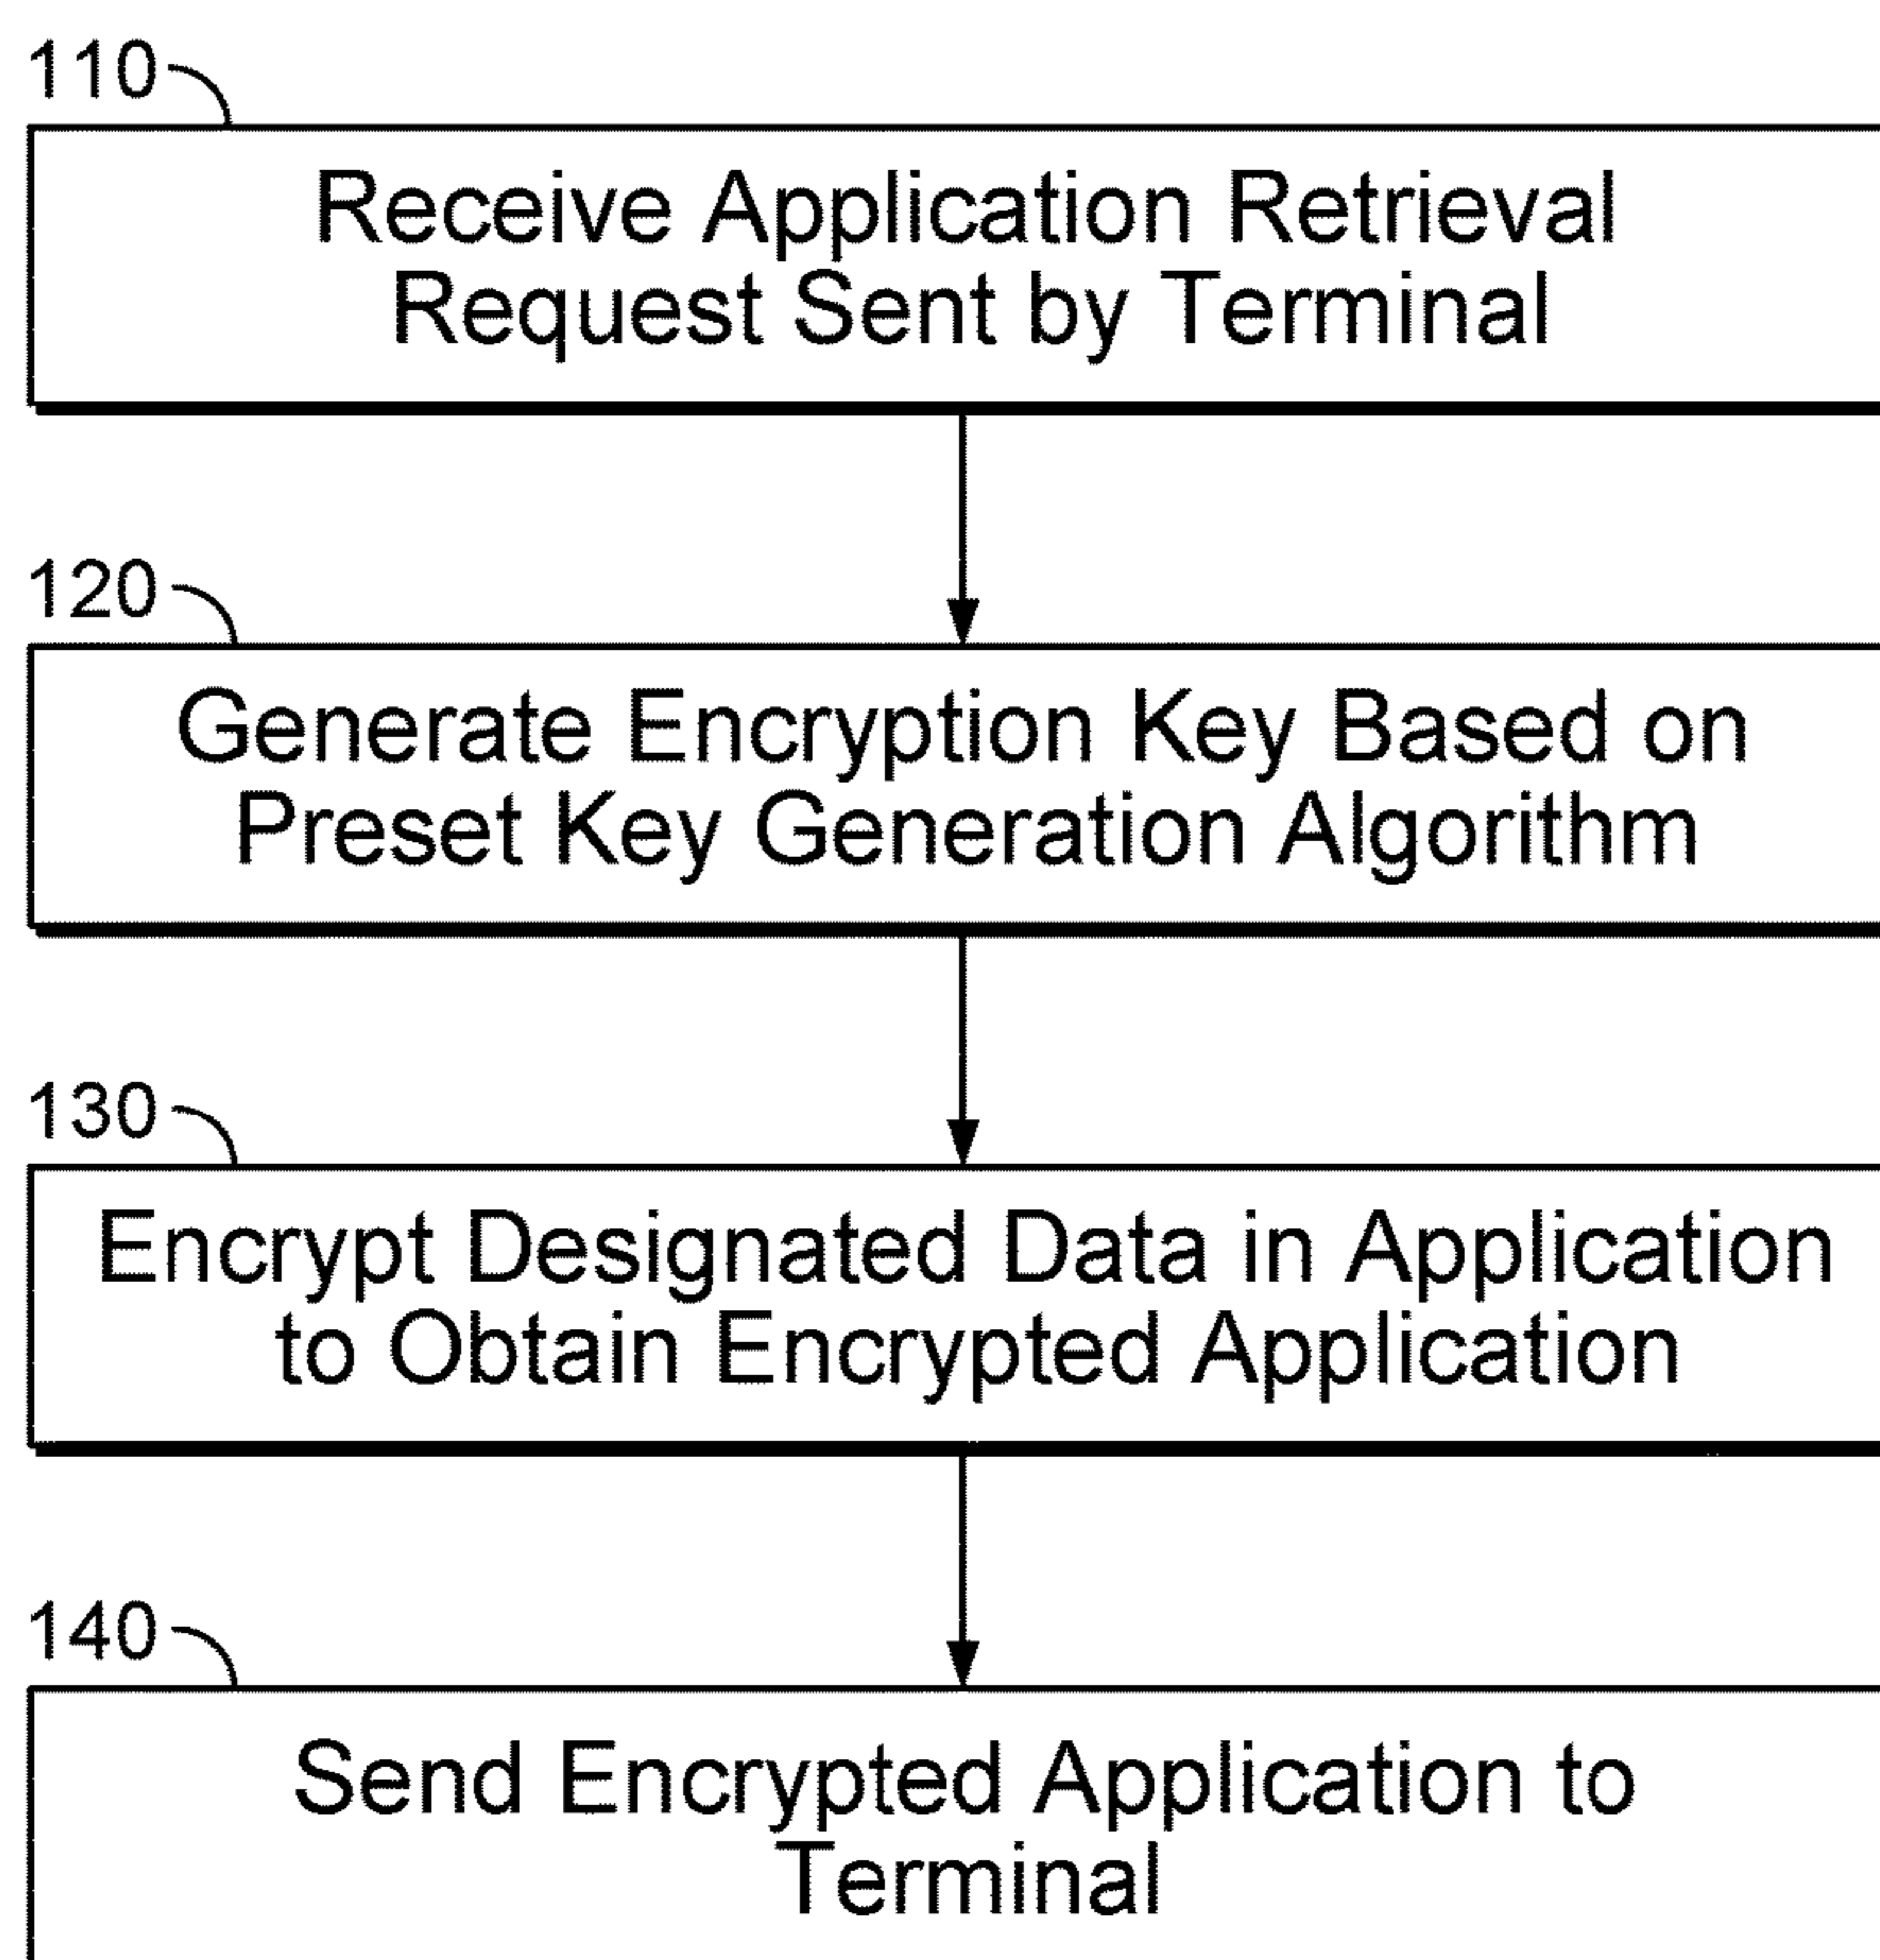 110
Receive Application Retrieval
Request Sent by Terminal
120
Generate Encryption Key Based on
Preset Key Generation Algorithm
130
Encrypt Designated Data in Application
to Obtain Encrypted Application
140
Send Encrypted Application to
Terminal